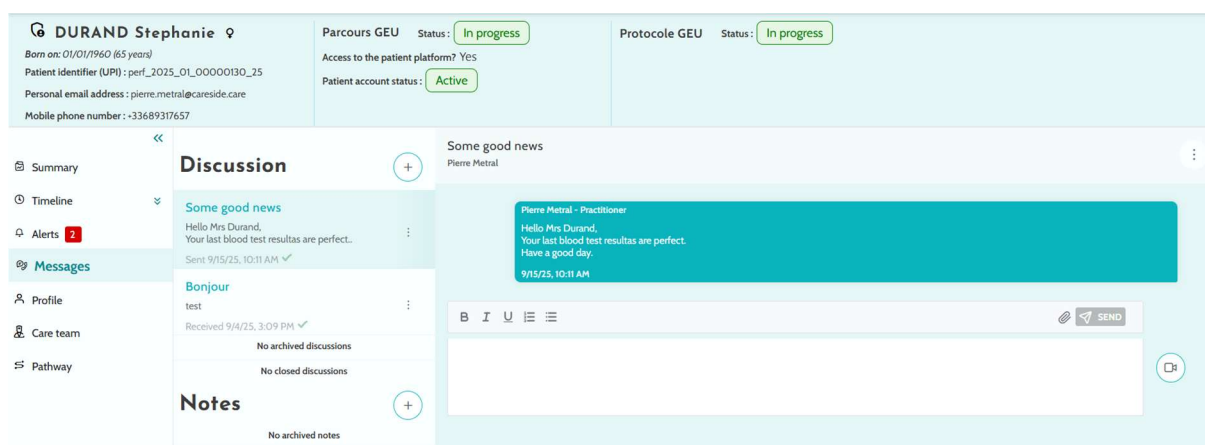 DURAND Stephanie
Born on: 01/01/1960 (65 years)
Patient identifier (UPI) : perf_2025_01_00000130_25
Personal email address : pierre.metral@careside.care
Mobile phone number : +33689317657
Parcours GEU Status : In progress
Access to the patient platform? Yes
Patient account status : Active
Protocole GEU Status : In progress
Summary
Timeline
Alerts 2
Messages
Profile
Care team
Pathway
Discussion
Some good news
Hello Mrs Durand,
Your last blood test resultas are perfect..
Sent 9/15/25, 10:11 AM
Bonjour
test
Received 9/4/25, 3:09 PM
No archived discussions
No closed discussions
Notes
No archived notes
Some good news
Pierre Metral
Pierre Metral - Practitioner
Hello Mrs Durand,
Your last blood test resultas are perfect.
Have a good day.
9/15/25, 10:11 AM
B I U
SEND